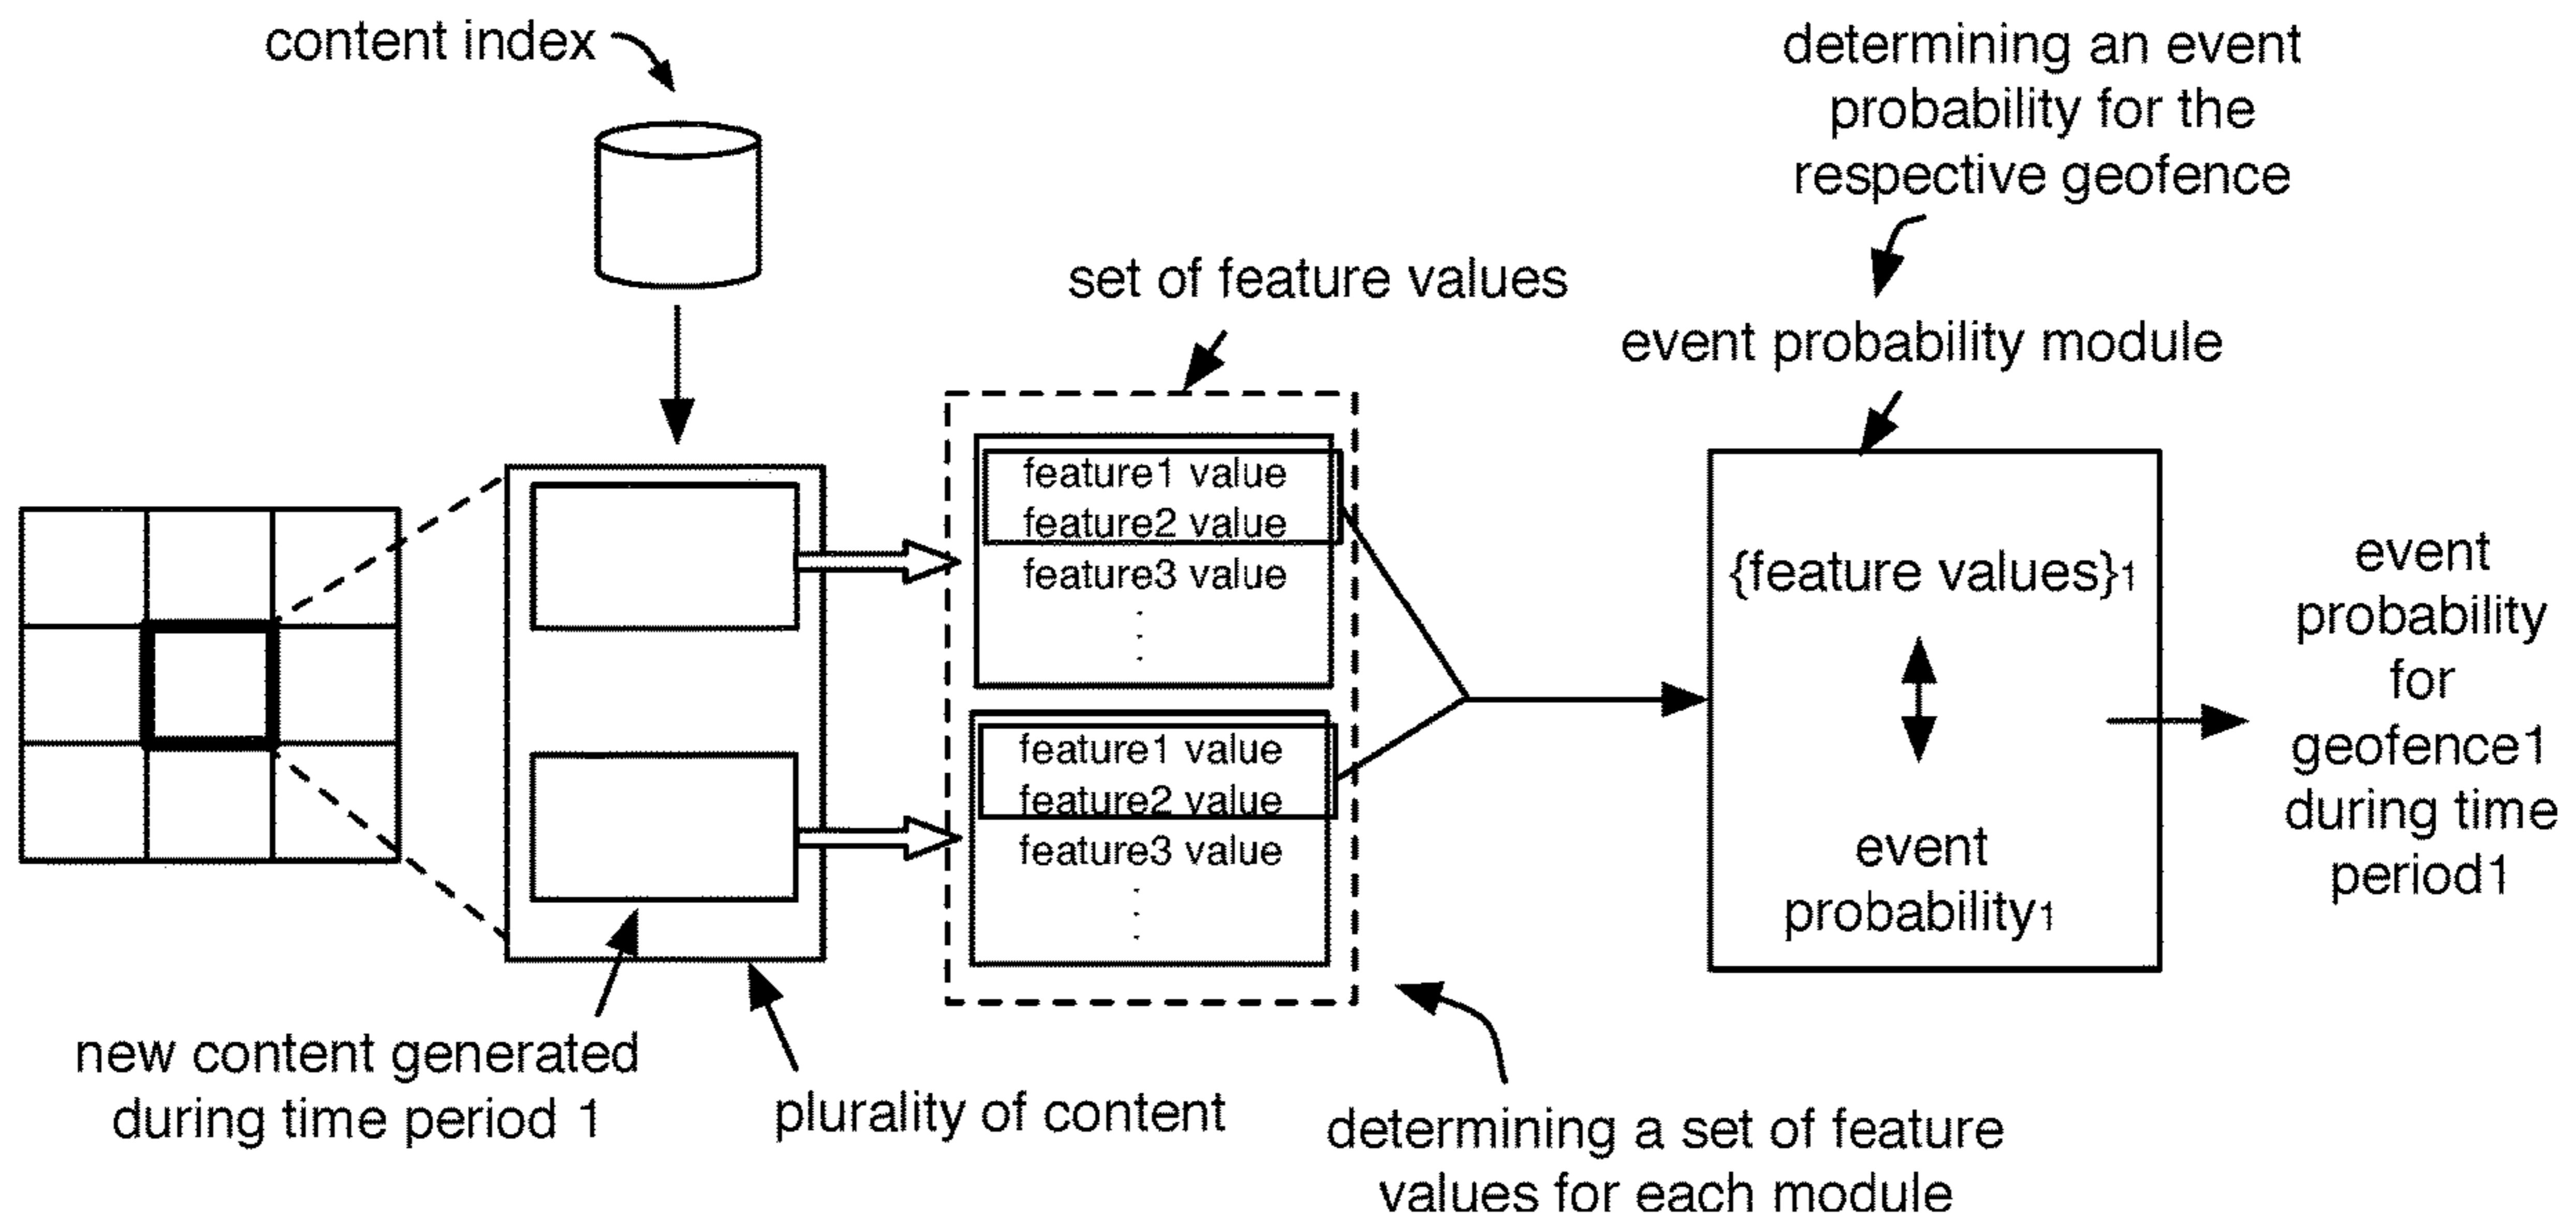 content index
determining an event
probability for the
respective geofence
set of feature values
event probability module
feature1 value
feature2 value
feature3 value
feature1 value
feature2 value
feature3 value
{feature values}1
event
probability1
event
probability
for
geofence1
during time
period1
new content generated
during time period 1
plurality of content
determining a set of feature
values for each module